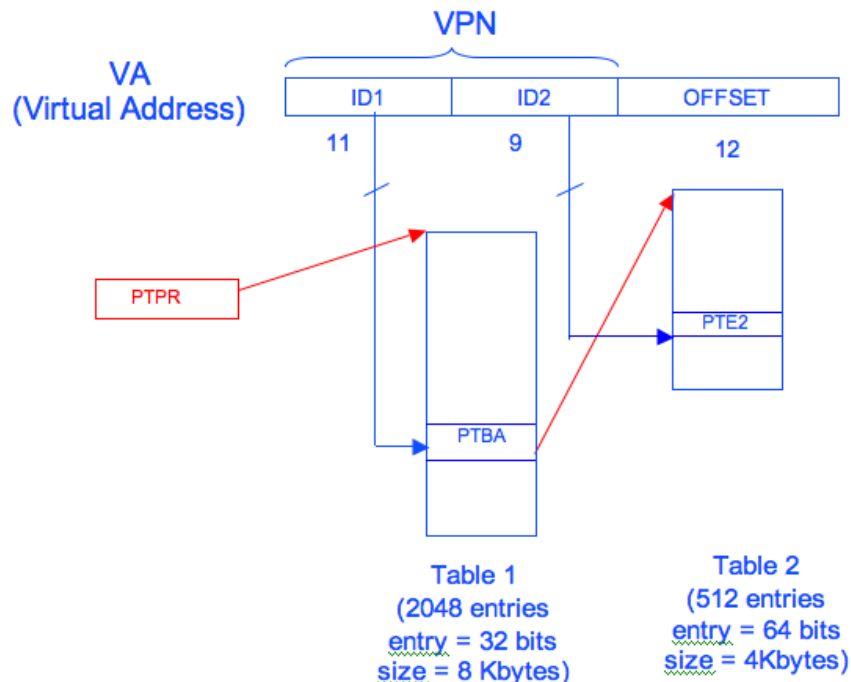 VPN
VA
(Virtual Address)
ID1 ID2 OFFSET
11 9 12
PTPR
PTE2
PTBA
Table 1
(2048 entries
entry = 32 bits
size = 8 Kbytes)
Table 2
(512 entries
entry = 64 bits
size = 4Kbytes)